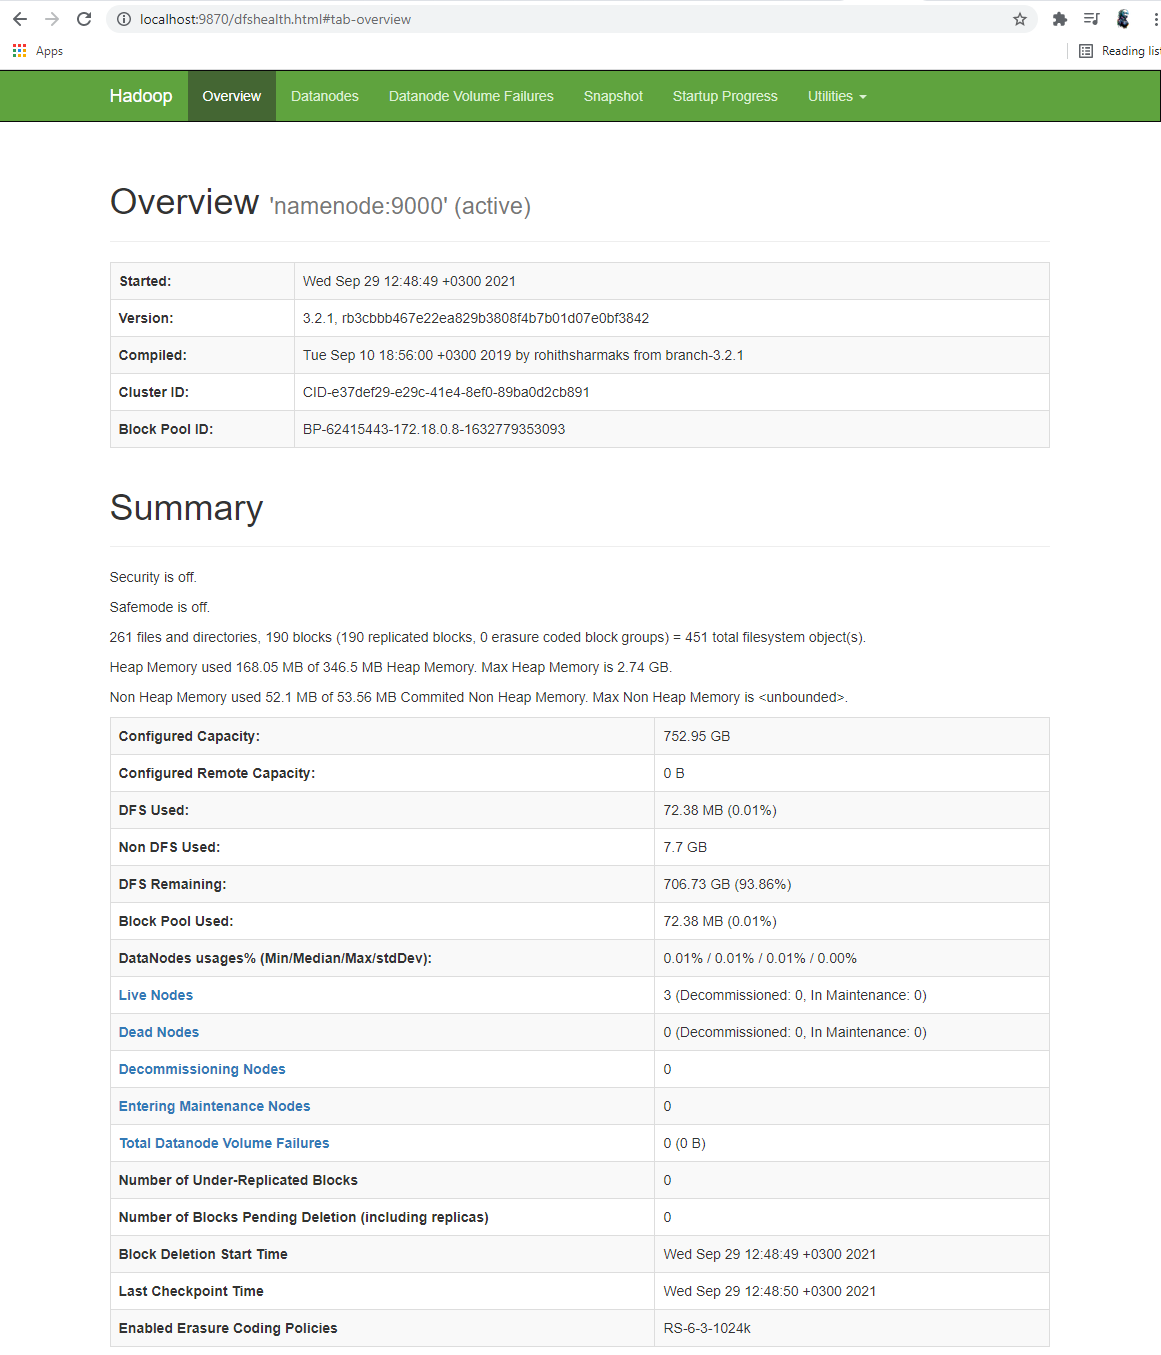 localhost:9870/dfshealth.html#tab-overview
Apps
Reading lis
Hadoop Overview Datanodes Datanode Volume Failures Snapshot Startup Progress Utilities
Overview 'namenode:9000' (active)
Started: Wed Sep 29 12:48:49 +0300 2021
Version: 3.2.1, rb3cbbb467e22ea829b3808f4b7b01d07e0bf3842
Compiled: Tue Sep 10 18:56:00 +0300 2019 by rohithsharmaks from branch-3.2.1
Cluster ID: CID-e37def29-e29c-41e4-8ef0-89ba0d2cb891
Block Pool ID: BP-62415443-172.18.0.8-1632779353093
Summary
Security is off.
Safemode is off.
261 files and directories, 190 blocks (190 replicated blocks, 0 erasure coded block groups) = 451 total filesystem object(s).
Heap Memory used 168.05 MB of 346.5 MB Heap Memory. Max Heap Memory is 2.74 GB.
Non Heap Memory used 52.1 MB of 53.56 MB Commited Non Heap Memory. Max Non Heap Memory is <unbounded>.
Configured Capacity: 752.95 GB
Configured Remote Capacity: 0 B
DFS Used: 72.38 MB (0.01%)
Non DFS Used: 7.7 GB
DFS Remaining: 706.73 GB (93.86%)
Block Pool Used: 72.38 MB (0.01%)
DataNodes usages% (Min/Median/Max/stdDev): 0.01% / 0.01% / 0.01% / 0.00%
Live Nodes 3 (Decommissioned: 0, In Maintenance: 0)
Dead Nodes 0 (Decommissioned: 0, In Maintenance: 0)
Decommissioning Nodes 0
Entering Maintenance Nodes 0
Total Datanode Volume Failures 0 (0 B)
Number of Under-Replicated Blocks 0
Number of Blocks Pending Deletion (including replicas) 0
Block Deletion Start Time Wed Sep 29 12:48:49 +0300 2021
Last Checkpoint Time Wed Sep 29 12:48:50 +0300 2021
Enabled Erasure Coding Policies RS-6-3-1024k